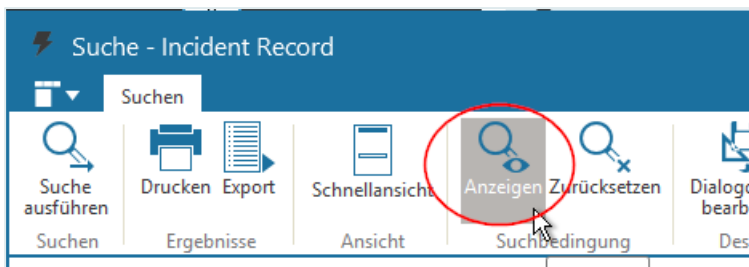 Suche - Incident Record
Suchen
Suche
ausführen
Drucken
Export
Schnellansicht
Anzeigen
Zurücksetzen
Suchen
Ergebnisse
Ansicht
Suchbedingung